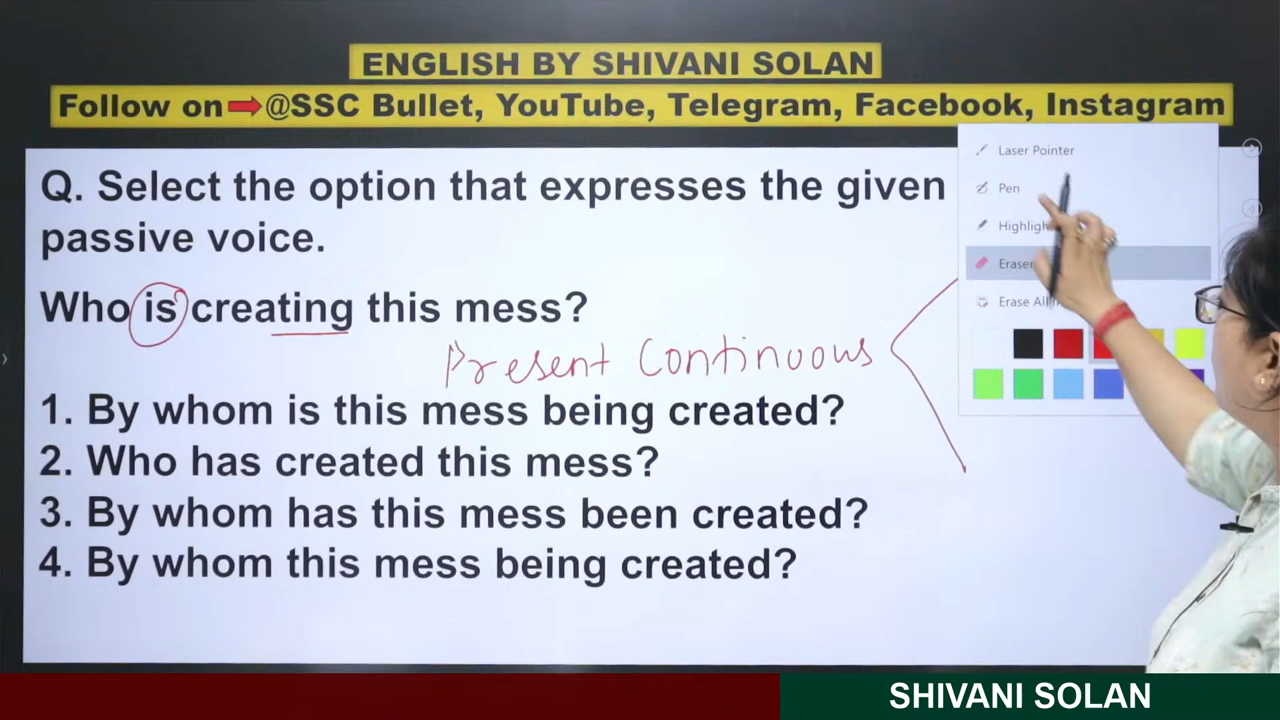 ENGLISH BY SHIVANI SOLAN
Follow on @SSC Bullet, YouTube, Telegram, Facebook, Instagram
Laser Pointer
Q. Select the option that expresses the given
Pen
passive voice.
Eraser
Who is creating this mess?
Erase All
Present Continuous
1. By whom is this mess being created?
2. Who has created this mess?
3. By whom has this mess been created?
4. By whom this mess being created?
SHIVANI SOLAN